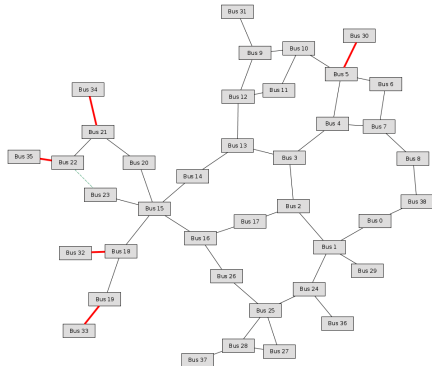 Bus 31
Bus 30
Bus 9
Bus 10
Bus 5
Bus 6
Bus 34
Bus 12
Bus 11
Bus 21
Bus 4
Bus 7
Bus 13
Bus 35
Bus 22
Bus 20
Bus 3
Bus 8
Bus 14
Bus 23
Bus 38
Bus 15
Bus 2
Bus 17
Bus 0
Bus 16
Bus 32
Bus 18
Bus 1
Bus 29
Bus 26
Bus 24
Bus 19
Bus 25
Bus 36
Bus 33
Bus 28
Bus 27
Bus 37